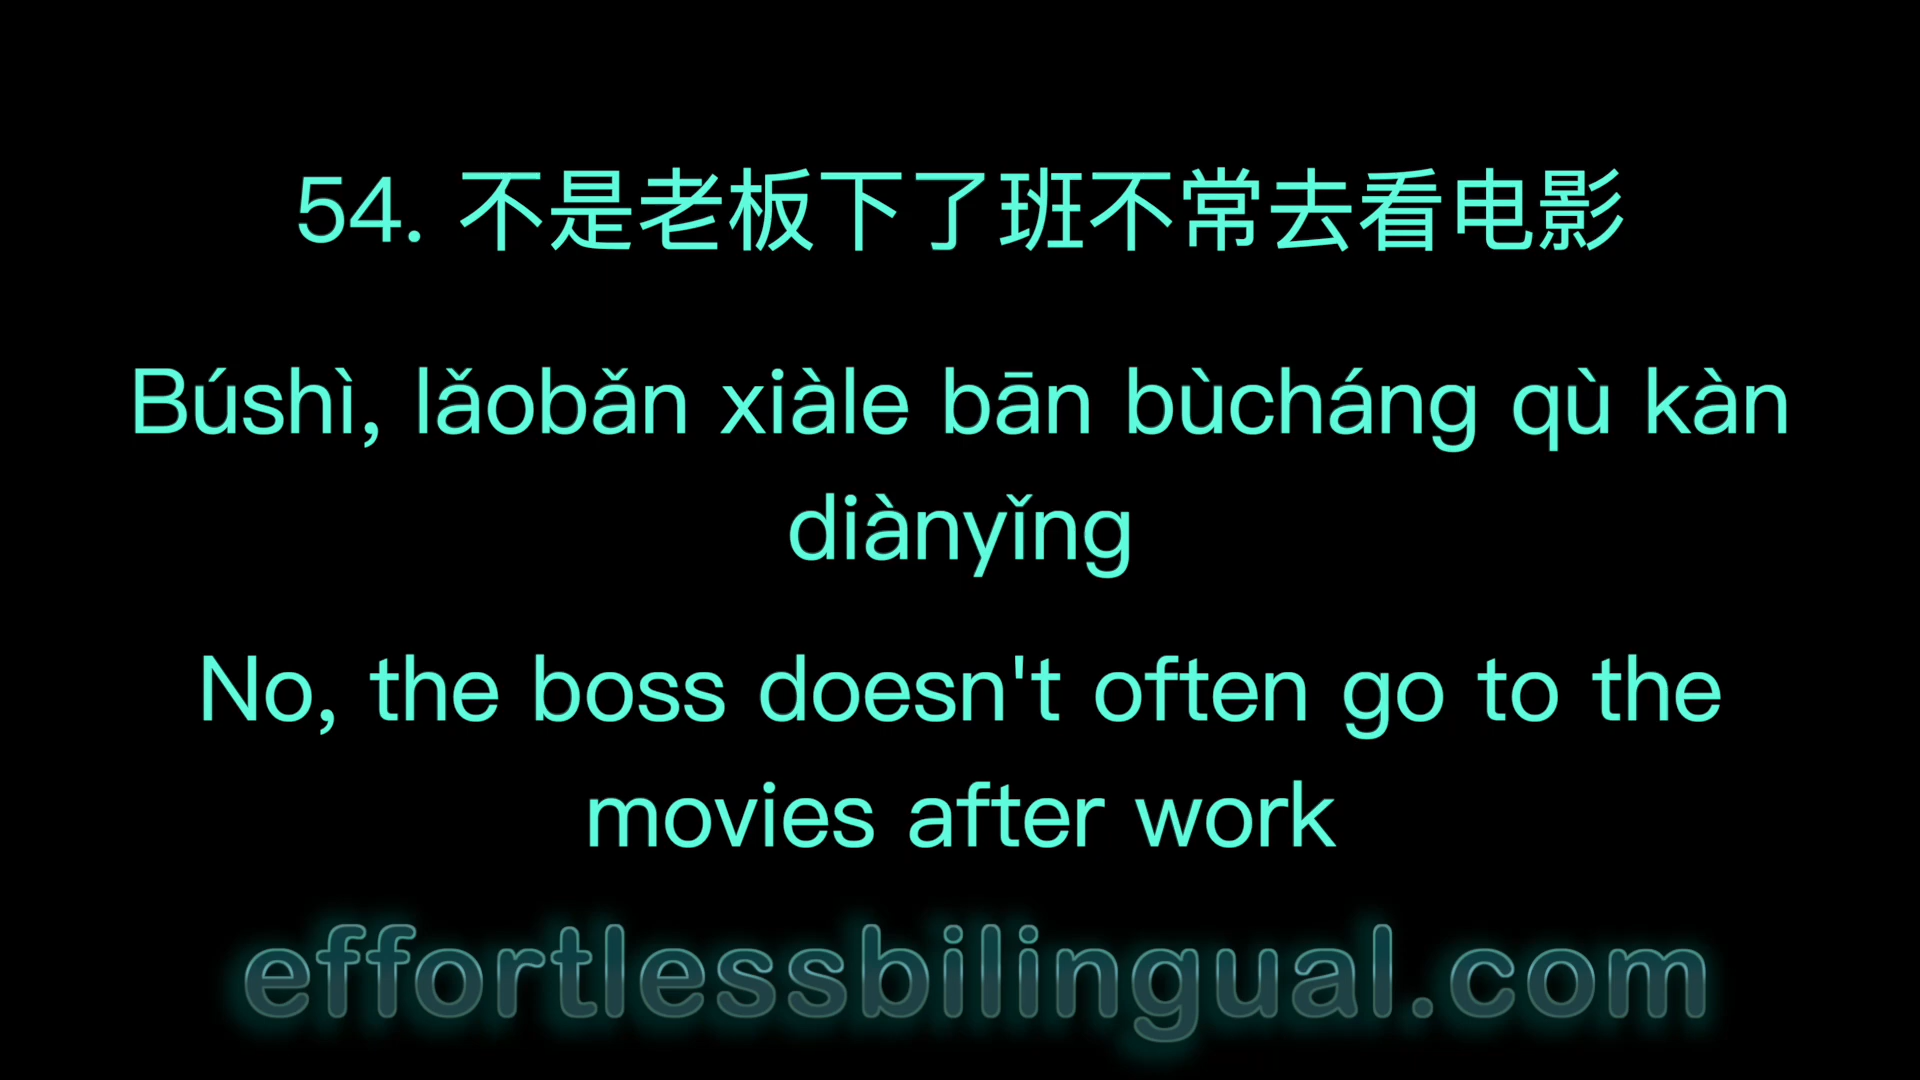 54. 不是老板下了班不常去看电影
Búshì, lǎobǎn xiàle bān bùcháng qù kàn
diànyǐng
No, the boss doesn't often go to the
movies after work
effortlessbilingual.com